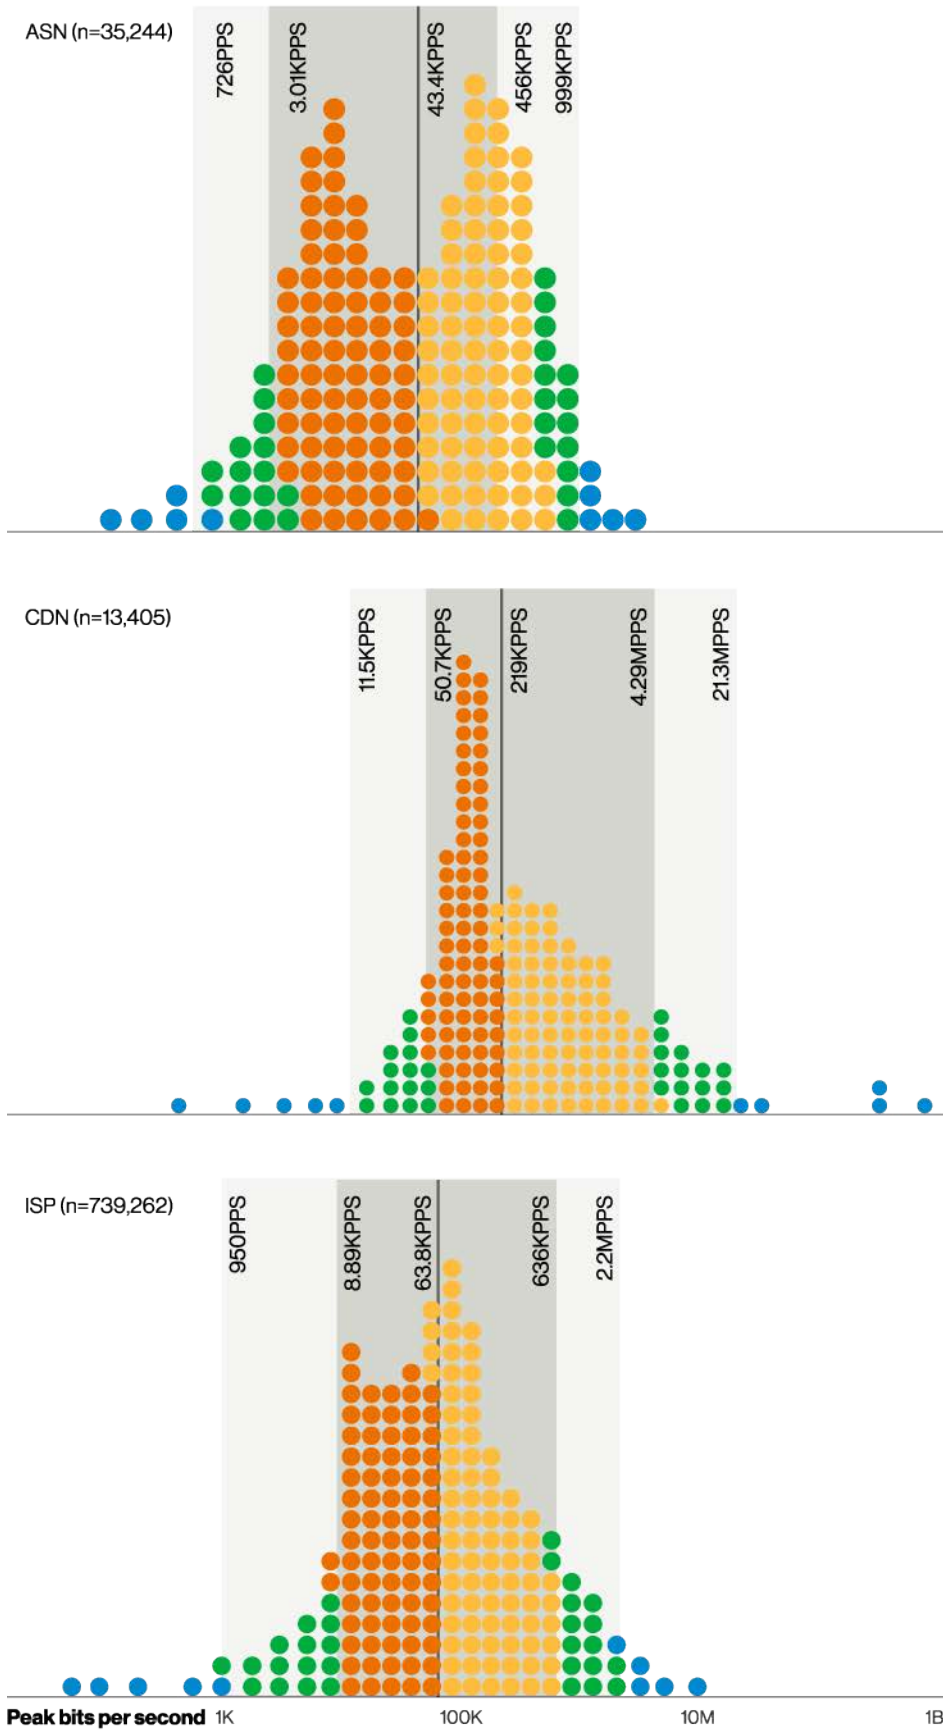 ASN (n=35,244)
726PPS
3.01KPPS
43.4KPPS
456KPPS
999KPPS
CDN (n=13,405)
11.5KPPS
50.7KPPS
219KPPS
4.29MPPS
21.3MPPS
ISP (n=739,262)
950PPS
8.89KPPS
63.8KPPS
636KPPS
2.2MPPS
Peak bits per second 1K 100K 10M 1B